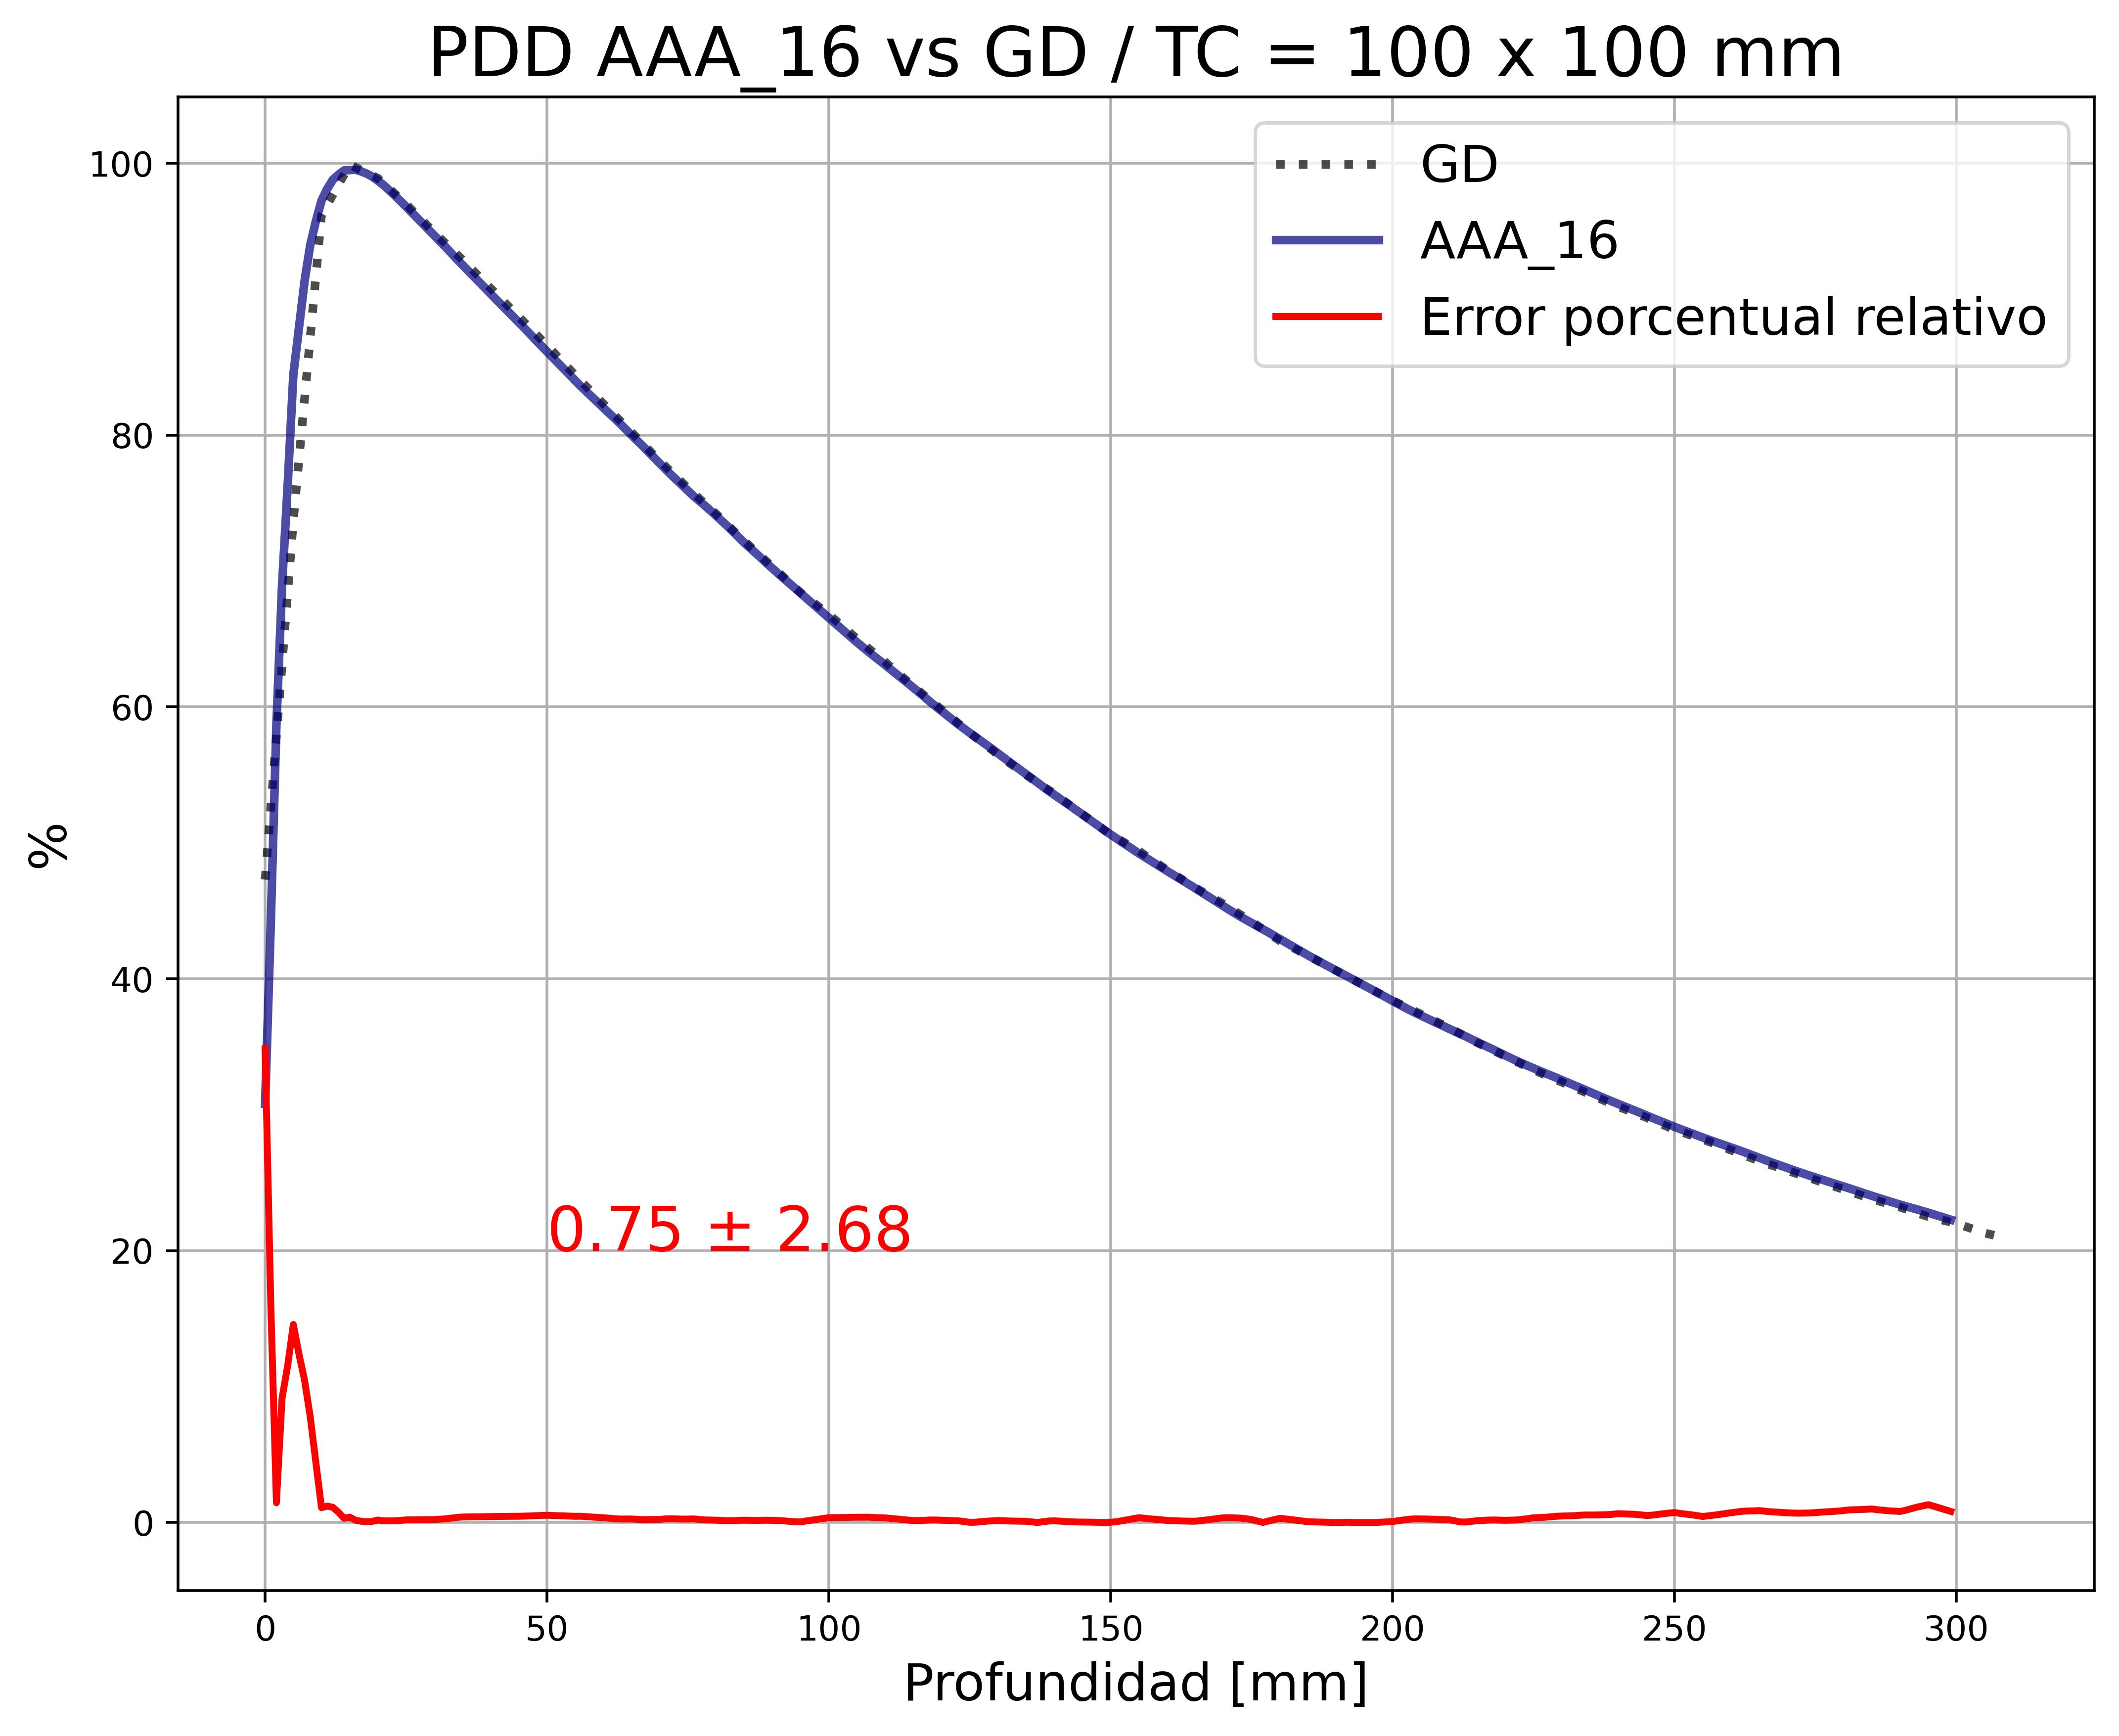 PDD AAA_16 vs GD / TC = 100 x 100 mm
GD
AAA_16
Error porcentual relativo
100
80
60
40
20
0
%
0.75 ± 2.68
0 50 100 150 200 250 300
Profundidad [mm]